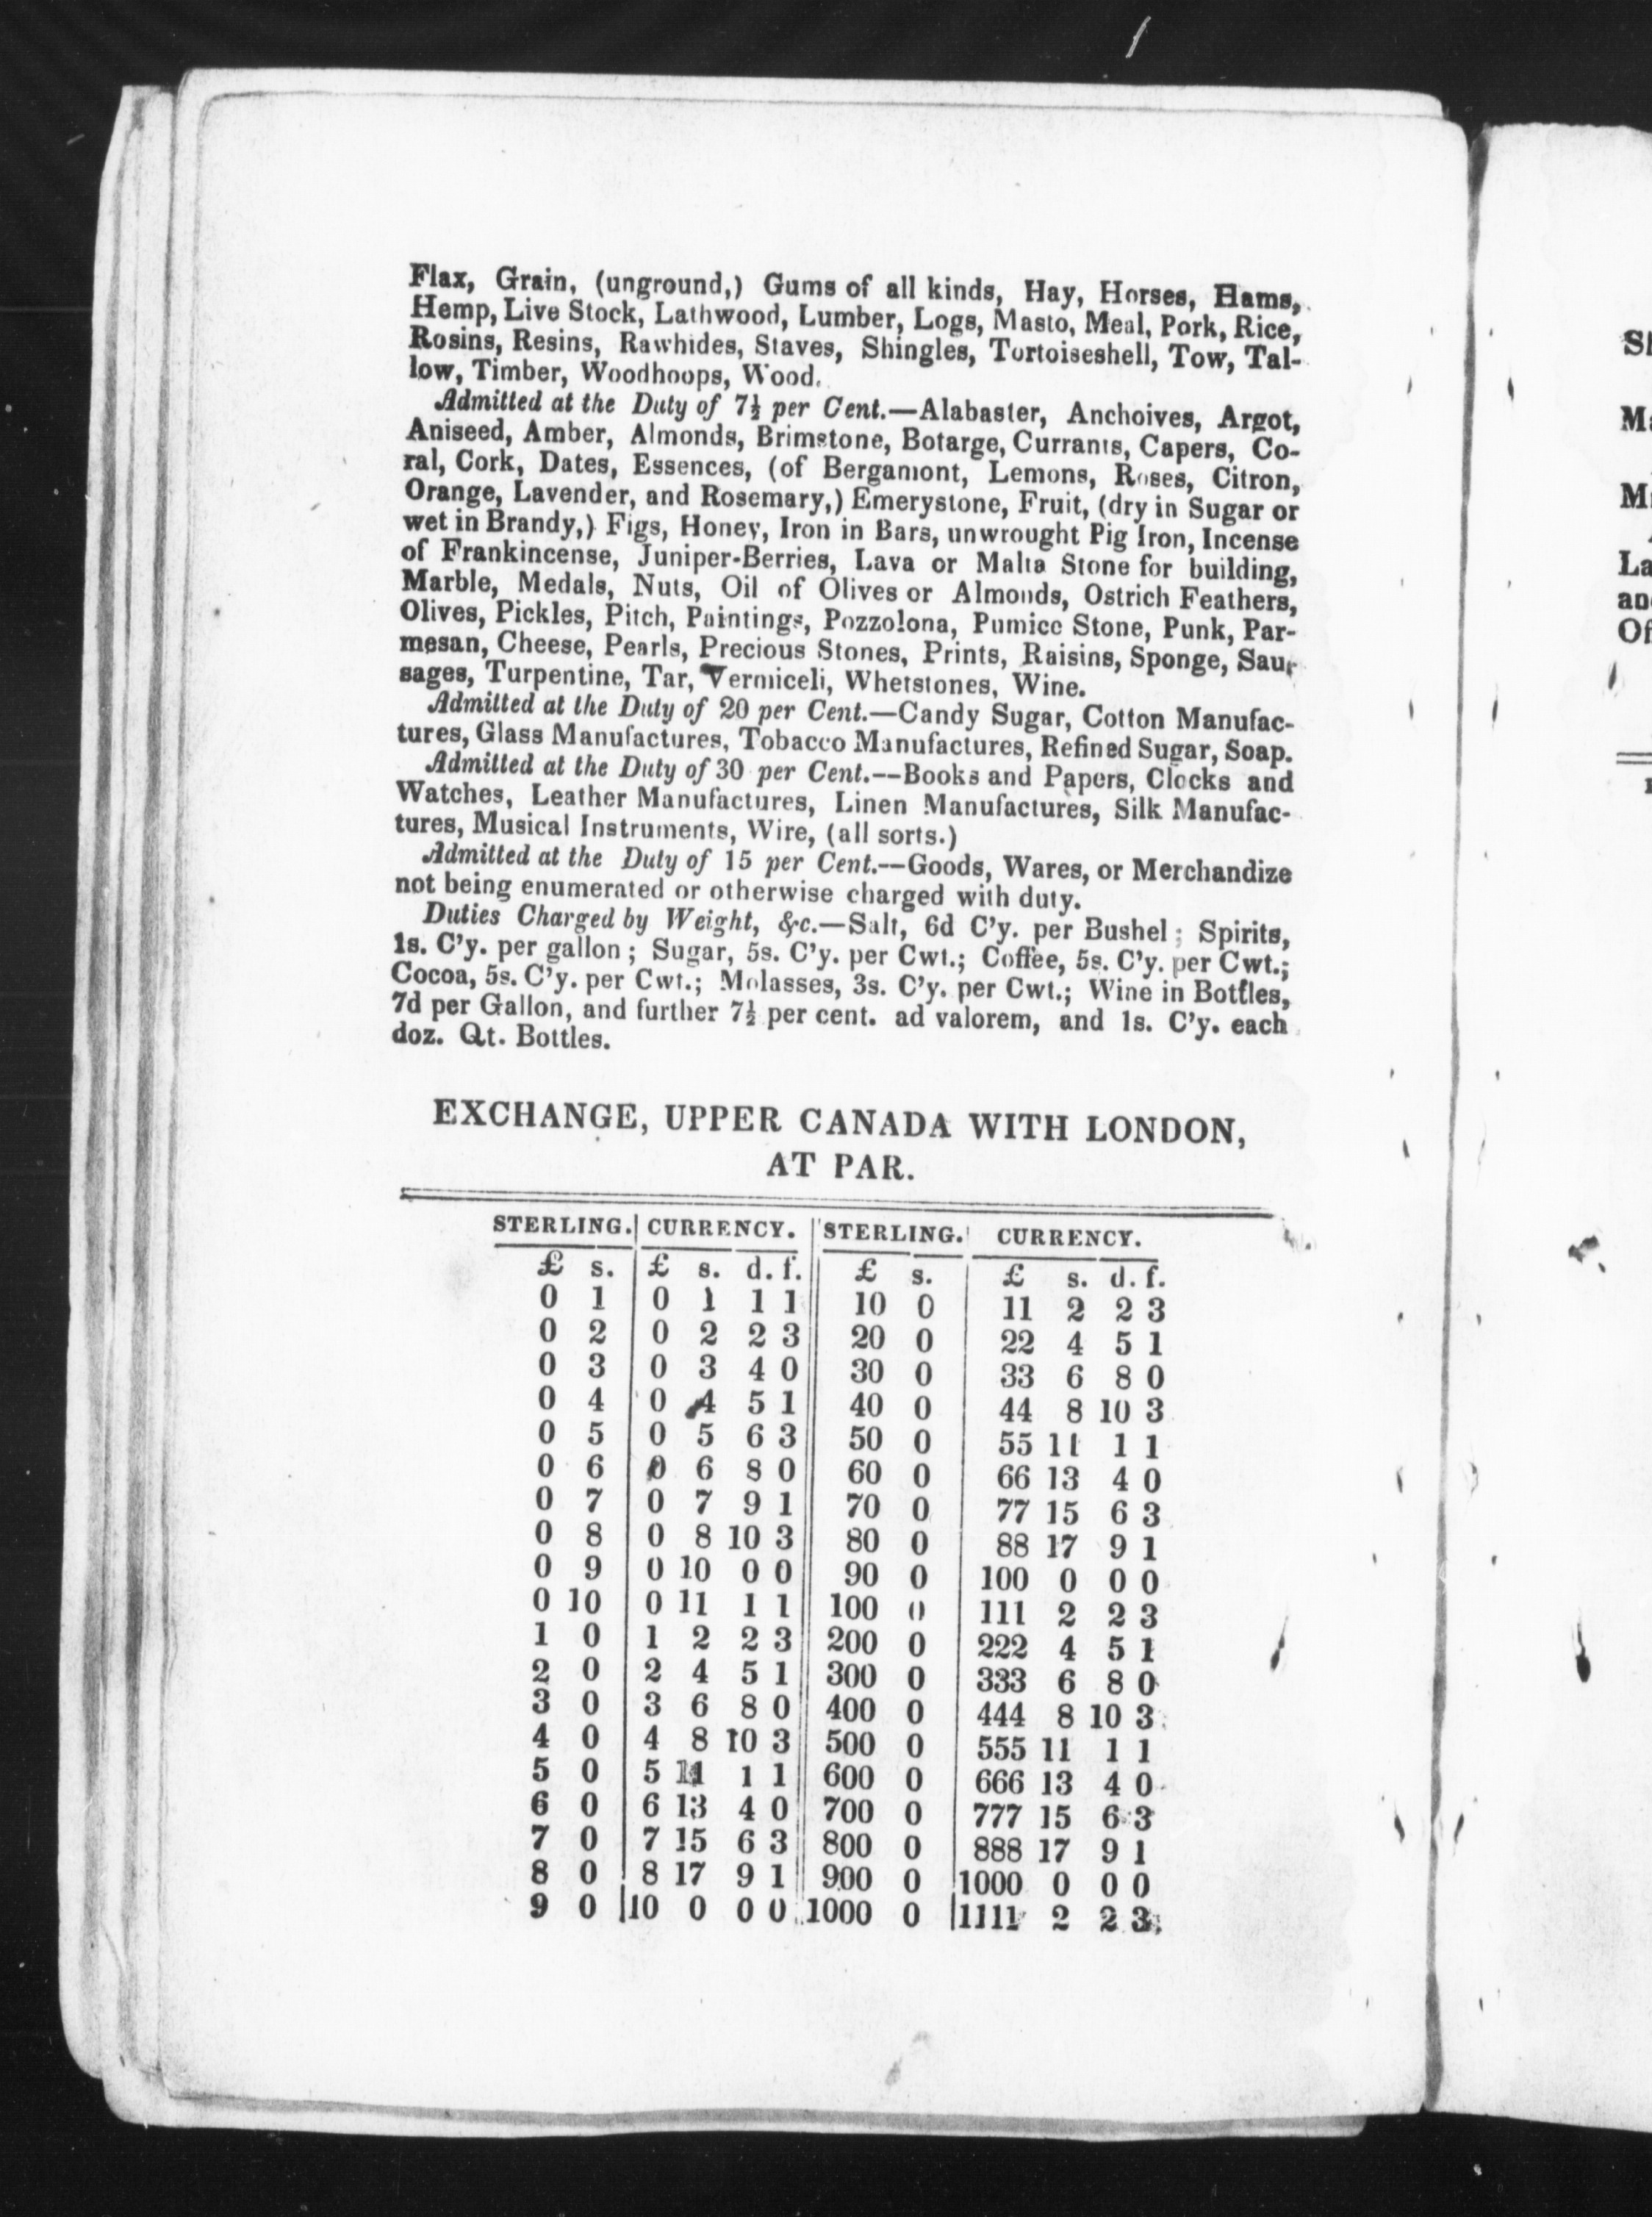 Flax, Grain, (unground,) Gums of all kinds, Hay, Horses, Hams,
Hemp, Live Stock, Lathwood, Lumber, Logs, Masto, Meal, Pork, Rice,
Rosins, Resins, Rawhides, Staves, Shingles, Tortoiseshell, Tow, Tal-
low, Timber, Woodhoops, Wood.
Admitted at the Duty of 7½ per Cent.—Alabaster, Anchoives, Argot,
Aniseed, Amber, Almonds, Brimstone, Botarge, Currants, Capers, Co-
ral, Cork, Dates, Essences, (of Bergamont, Lemons, Roses, Citron,
Orange, Lavender, and Rosemary,) Emerystone, Fruit, (dry in Sugar or
wet in Brandy,) Figs, Honey, Iron in Bars, unwrought Pig Iron, Incense
of Frankincense, Juniper-Berries, Lava or Malta Stone for building,
Marble, Medals, Nuts, Oil of Olives or Almonds, Ostrich Feathers,
Olives, Pickles, Pitch, Paintings, Pozzolona, Pumice Stone, Punk, Par-
mesan, Cheese, Pearls, Precious Stones, Prints, Raisins, Sponge, Sau-
sages, Turpentine, Tar, Vermiceli, Whetstones, Wine.
Admitted at the Duty of 20 per Cent.—Candy Sugar, Cotton Manufac-
tures, Glass Manufactures, Tobacco Manufactures, Refined Sugar, Soap.
Admitted at the Duty of 30 per Cent.--Books and Papers, Clocks and
Watches, Leather Manufactures, Linen Manufactures, Silk Manufac-
tures, Musical Instruments, Wire, (all sorts.)
Admitted at the Duty of 15 per Cent.--Goods, Wares, or Merchandize
not being enumerated or otherwise charged with duty.
Duties Charged by Weight, &c.—Salt, 6d C'y. per Bushel; Spirits,
1s. C'y. per gallon; Sugar, 5s. C'y. per Cwt.; Coffee, 5s. C'y. per Cwt.;
Cocoa, 5s. C'y. per Cwt.; Molasses, 3s. C'y. per Cwt.; Wine in Bottles,
7d per Gallon, and further 7½ per cent. ad valorem, and 1s. C'y. each
doz. Qt. Bottles.
EXCHANGE, UPPER CANADA WITH LONDON,
AT PAR.
STERLING. CURRENCY. STERLING. CURRENCY.
£ s. £ s. d. f. £ s. £ s. d. f.
0 1 0 1 1 1 10 0 11 2 2 3
0 2 0 2 2 3 20 0 22 4 5 1
0 3 0 3 4 0 30 0 33 6 8 0
0 4 0 4 5 1 40 0 44 8 10 3
0 5 0 5 6 3 50 0 55 11 1 1
0 6 0 6 8 0 60 0 66 13 4 0
0 7 0 7 9 1 70 0 77 15 6 3
0 8 0 8 10 3 80 0 88 17 9 1
0 9 0 10 0 0 90 0 100 0 0 0
0 10 0 11 1 1 100 0 111 2 2 3
1 0 1 2 2 3 200 0 222 4 5 1
2 0 2 4 5 1 300 0 333 6 8 0
3 0 3 6 8 0 400 0 444 8 10 3
4 0 4 8 10 3 500 0 555 11 1 1
5 0 5 11 1 1 600 0 666 13 4 0
6 0 6 13 4 0 700 0 777 15 6 3
7 0 7 15 6 3 800 0 888 17 9 1
8 0 8 17 9 1 900 0 1000 0 0 0
9 0 10 0 0 0 1000 0 1111 2 2 3